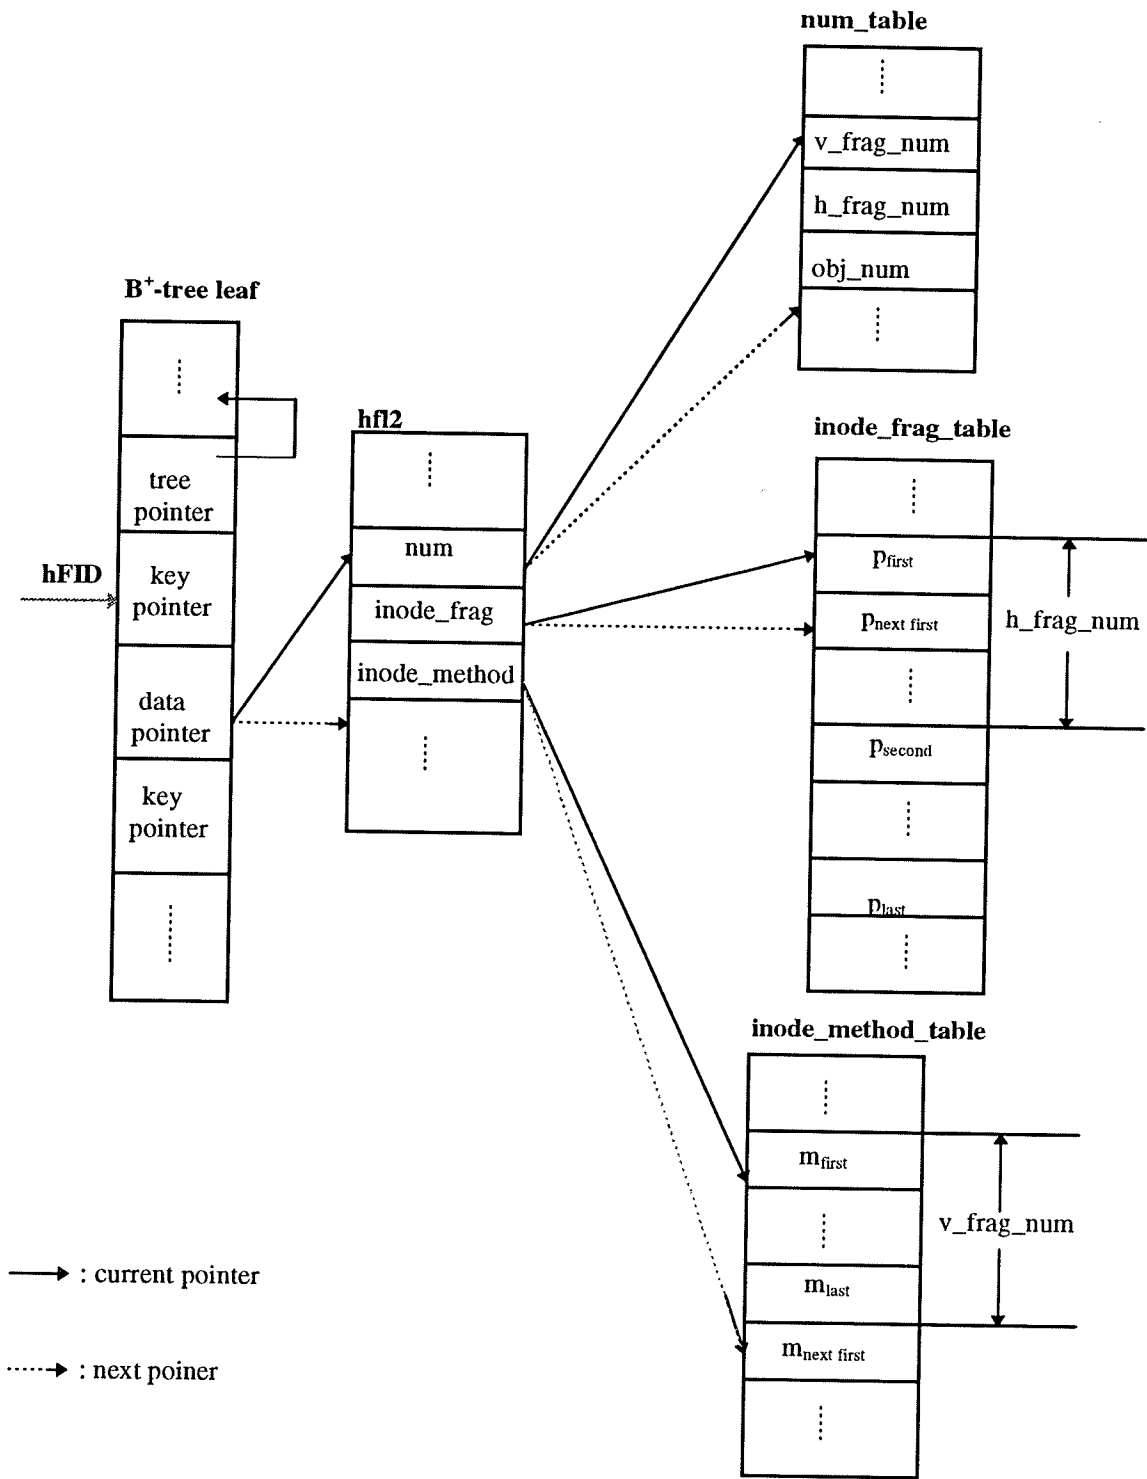 num_table
v_frag_num
h_frag_num
obj_num
B+-tree leaf
tree
pointer
hFID
key
pointer
data
pointer
key
pointer
hfl2
num
inode_frag
inode_method
inode_frag_table
pfirst
pnext first
psecond
plast
h_frag_num
inode_method_table
mfirst
mlast
mnext first
v_frag_num
: current pointer
: next poiner